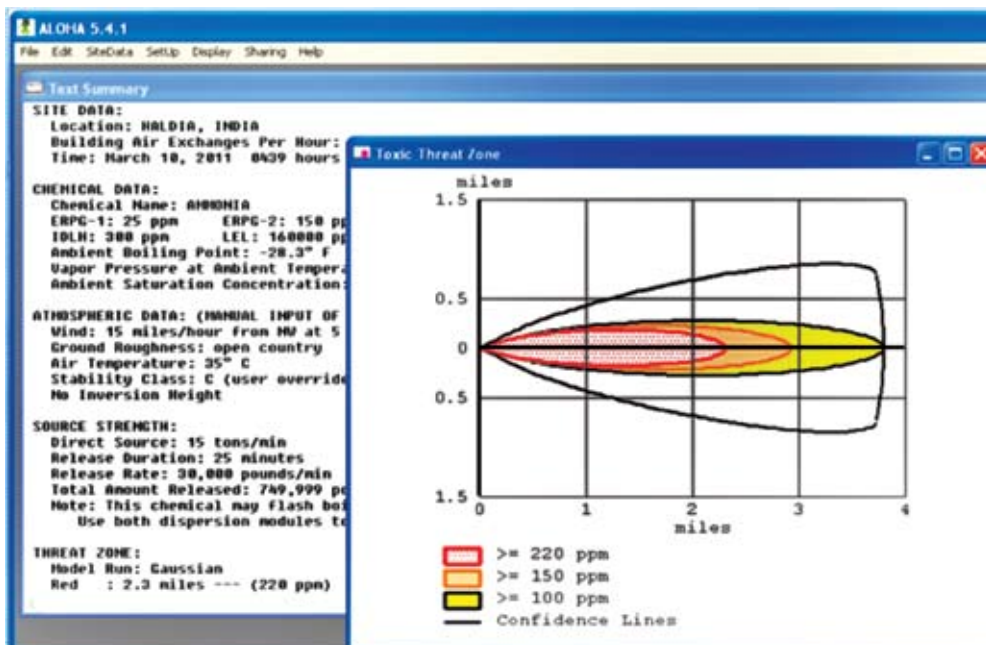 ALOHA 5.4.1
File Edit SiteData SetUp Display Sharing Help
Text Summary
SITE DATA:
Location: HALDIA, INDIA
Building Air Exchanges Per Hour:
Time: March 10, 2011 0439 hours
CHEMICAL DATA:
Chemical Name: AMMONIA
ERPG-1: 25 ppm ERPG-2: 150 pp
IDLH: 300 ppm LEL: 160000 pp
Ambient Boiling Point: -28.3° F
Vapor Pressure at Ambient Tempera
Ambient Saturation Concentration:
ATMOSPHERIC DATA: (MANUAL INPUT OF
Wind: 15 miles/hour from NW at 5
Ground Roughness: open country
Air Temperature: 35° C
Stability Class: C (user override
No Inversion Height
SOURCE STRENGTH:
Direct Source: 15 tons/min
Release Duration: 25 minutes
Release Rate: 30,000 pounds/min
Total Amount Released: 749,999 po
Note: This chemical may flash boi
Use both dispersion modules to
THREAT ZONE:
Model Run: Gaussian
Red : 2.3 miles --- (220 ppm)
Toxic Threat Zone
miles
1.5
0.5
0
0.5
1.5
0 1 2 3 4
miles
>= 220 ppm
>= 150 ppm
>= 100 ppm
Confidence Lines